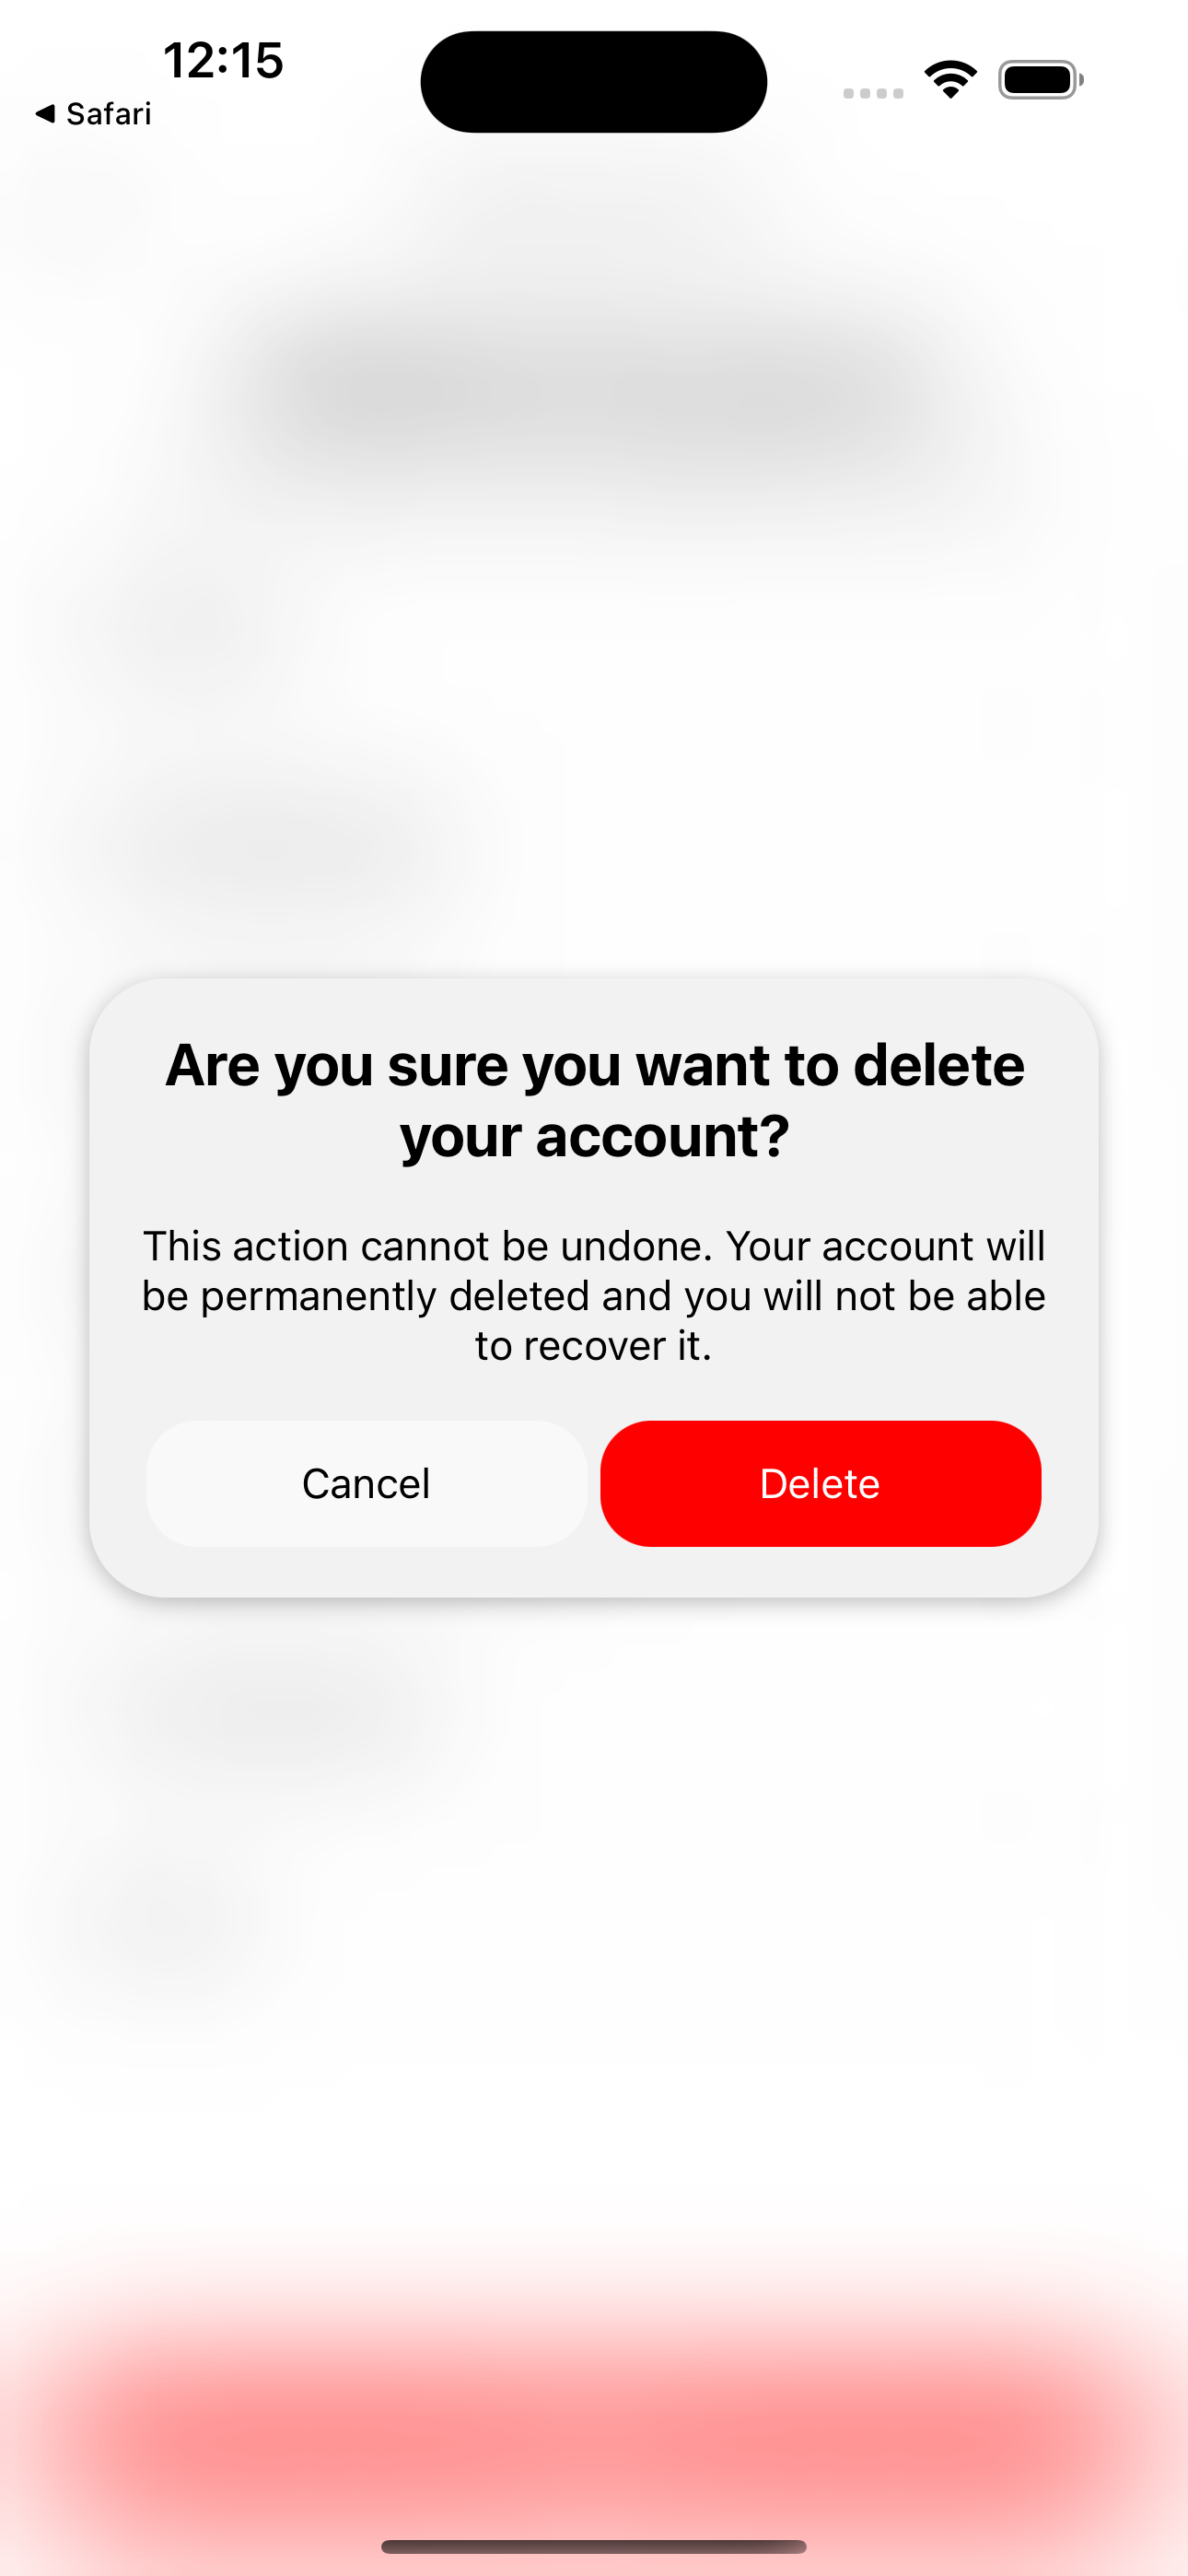 12:15
◀ Safari
Are you sure you want to delete
your account?
This action cannot be undone. Your account will
be permanently deleted and you will not be able
to recover it.
Cancel
Delete